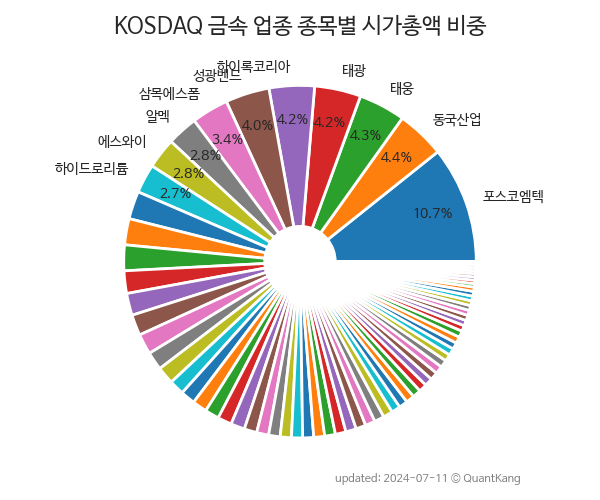 KOSDAQ 금속 업종 종목별 시가총액 비중
하이록코리아
성광벤드
태광
삼목에스폼
태웅
알멕
동국산업
에스와이
하이드로리튬
포스코엠텍
4.2%
4.2%
4.0%
4.3%
3.4%
2.8%
4.4%
2.8%
2.7%
10.7%
updated: 2024-07-11 © QuantKang